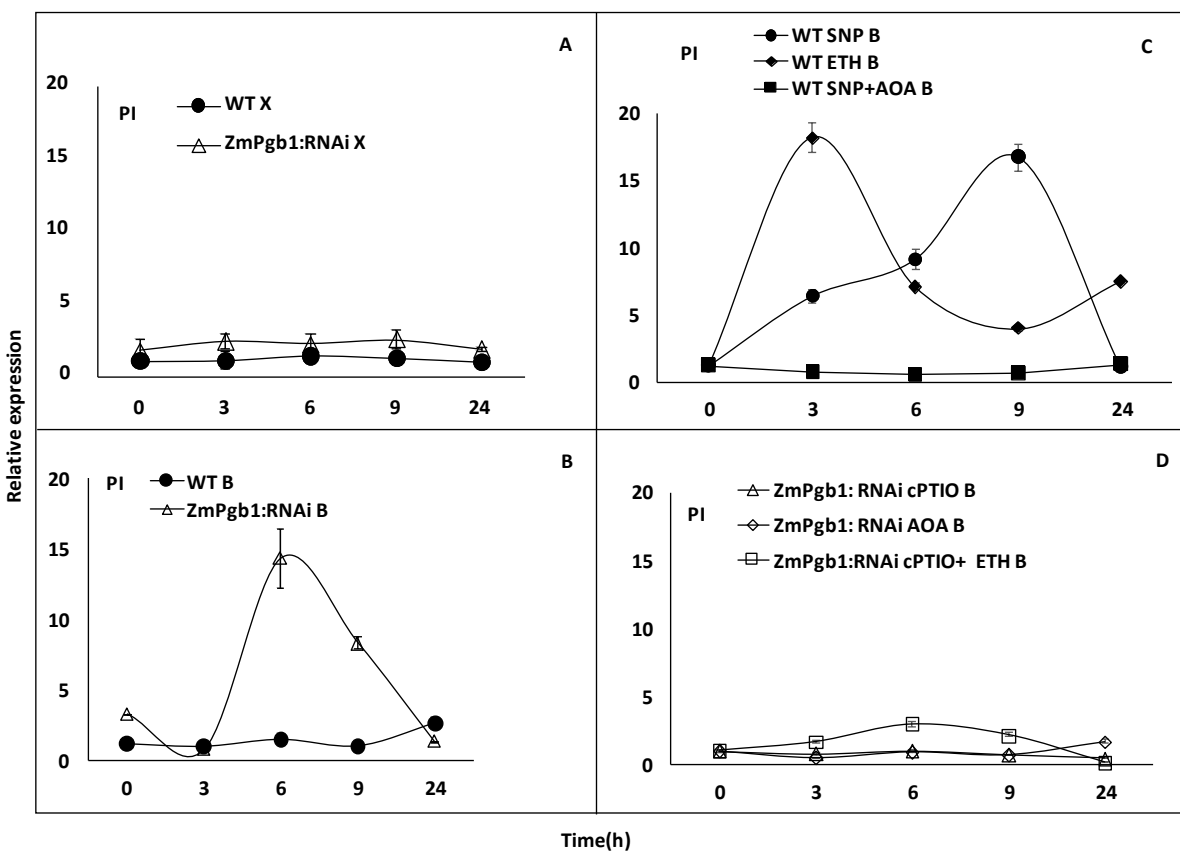 Relative expression
A
20
PI
WT X
ZmPgb1:RNAi X
15
10
5
0
0 3 6 9 24
B
20
PI
WT B
ZmPgb1:RNAi B
15
10
5
0
0 3 6 9 24
C
WT SNP B
WT ETH B
WT SNP+AOA B
PI
20
15
10
5
0
0 3 6 9 24
D
ZmPgb1: RNAi cPTIO B
ZmPgb1: RNAi AOA B
ZmPgb1:RNAi cPTIO+ ETH B
20
PI
15
10
5
0
0 3 6 9 24
Time(h)